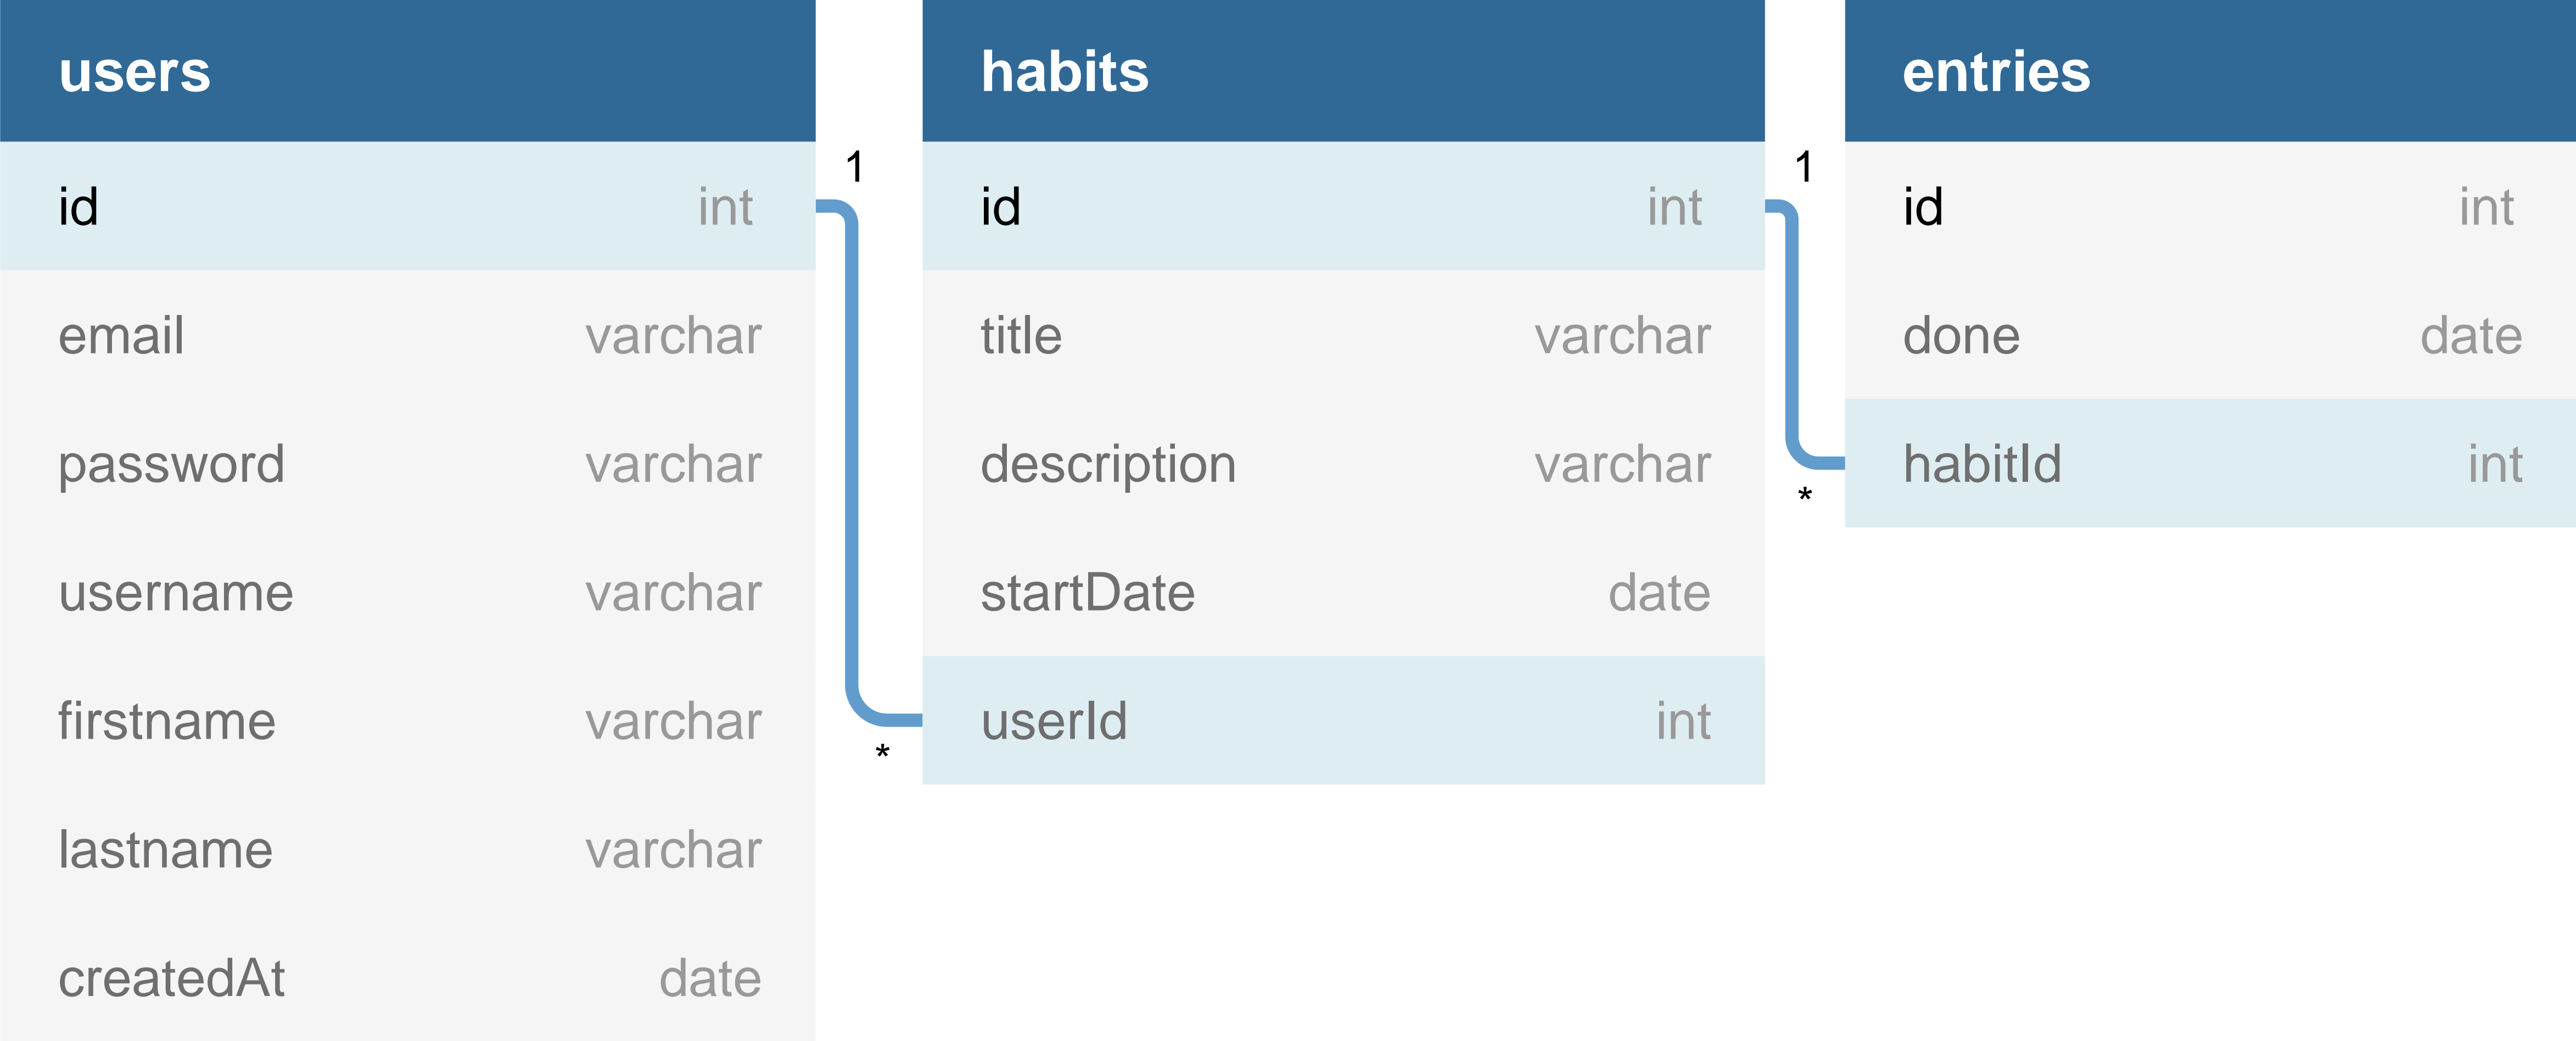 users
id int
email varchar
password varchar
username varchar
firstname varchar
lastname varchar
createdAt date
1
*
habits
id int
title varchar
description varchar
startDate date
userId int
1
*
entries
id int
done date
habitId int